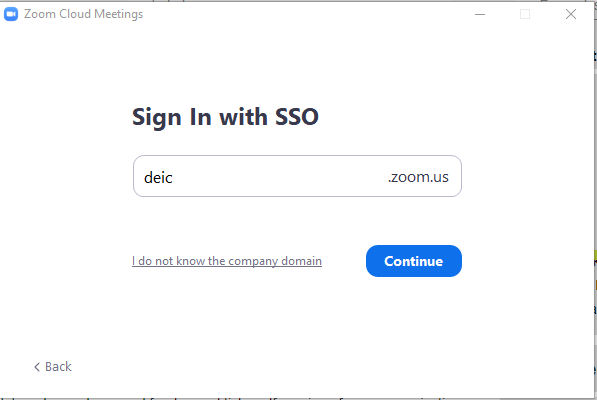 Zoom Cloud Meetings
Sign In with SSO
deic .zoom.us
I do not know the company domain Continue
Back